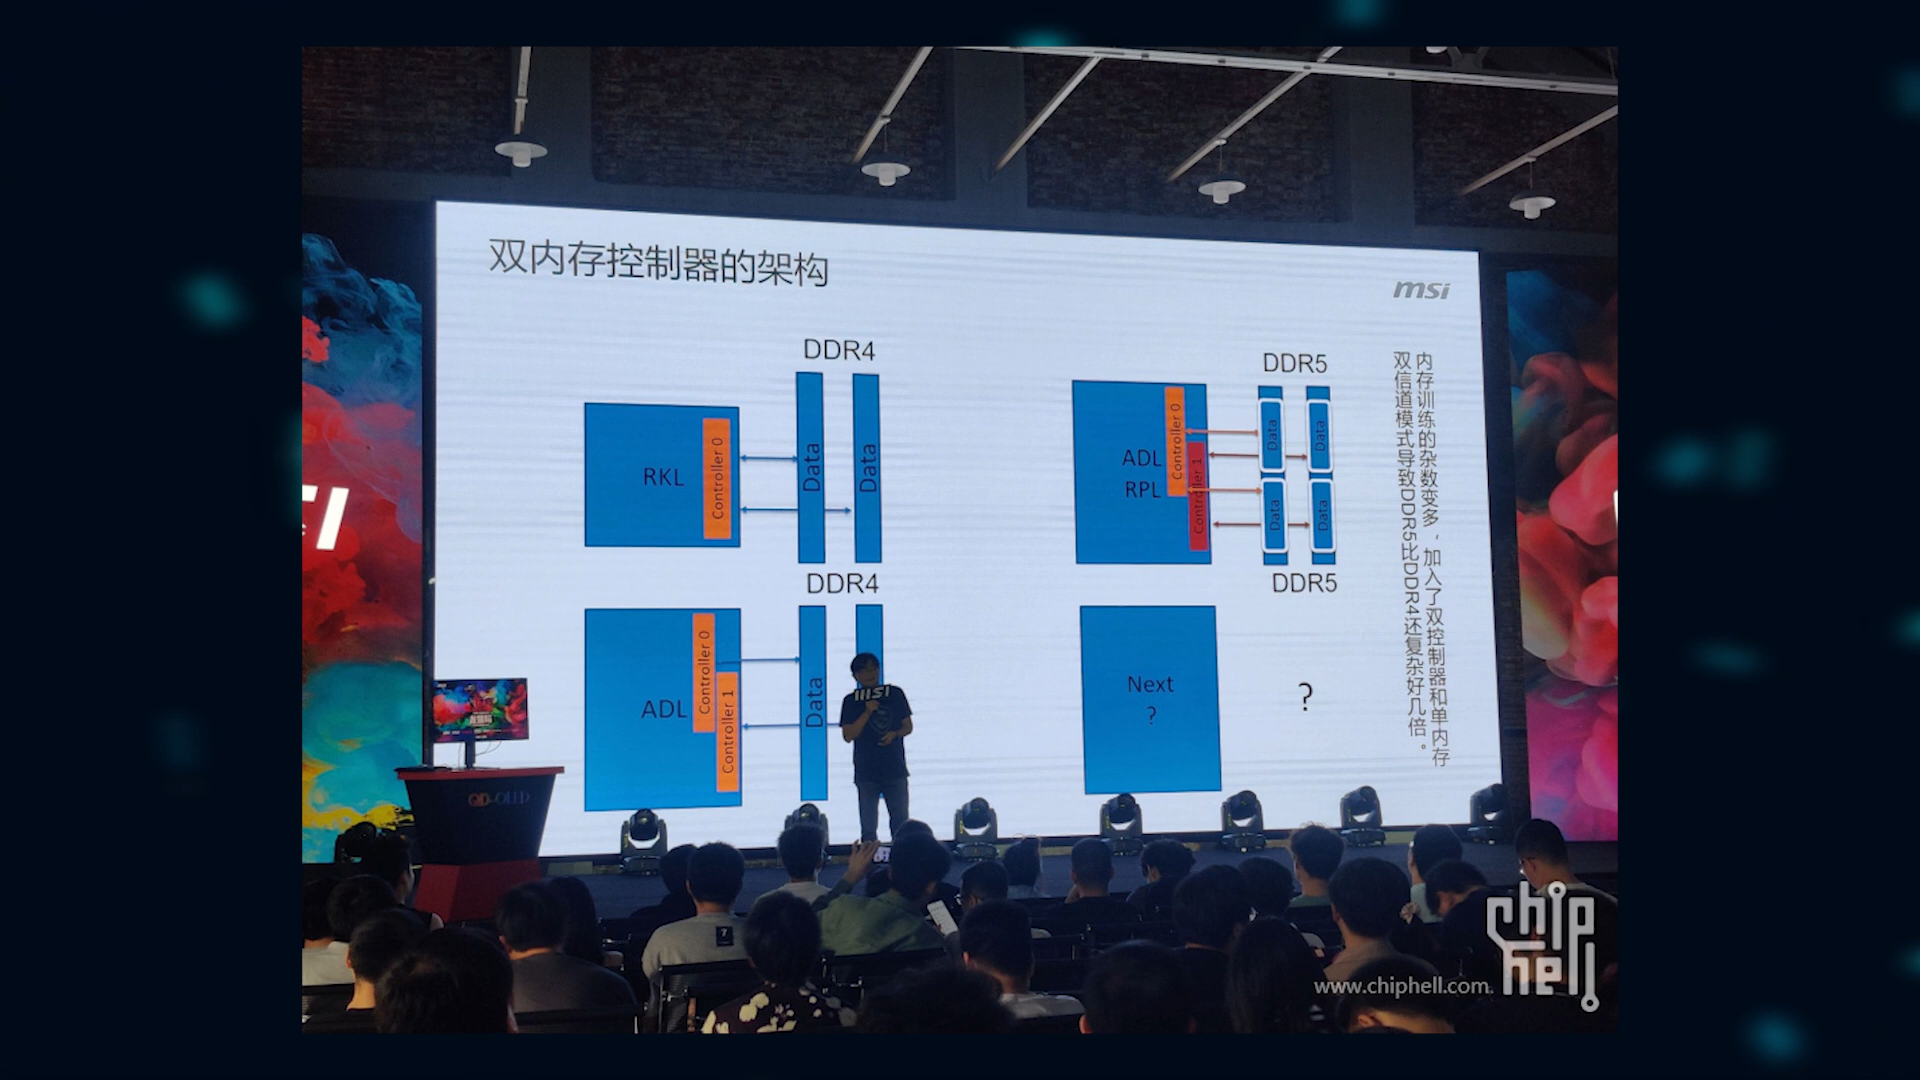 双内存控制器的架构
msi
DDR4
RKL
Controller 0
Data
Data
DDR4
ADL
Controller 0
Controller 1
Data
DDR5
ADL
RPL
Controller 0
Controller 1
Data
Data
Data
Data
DDR5
Next
?
?
内存训练的杂数变多，加入了双控制器和单内存
双信道模式导致DDR5比DDR4还复杂好几倍。
msi
QD-OLED
7
chip
hell
www.chiphell.com